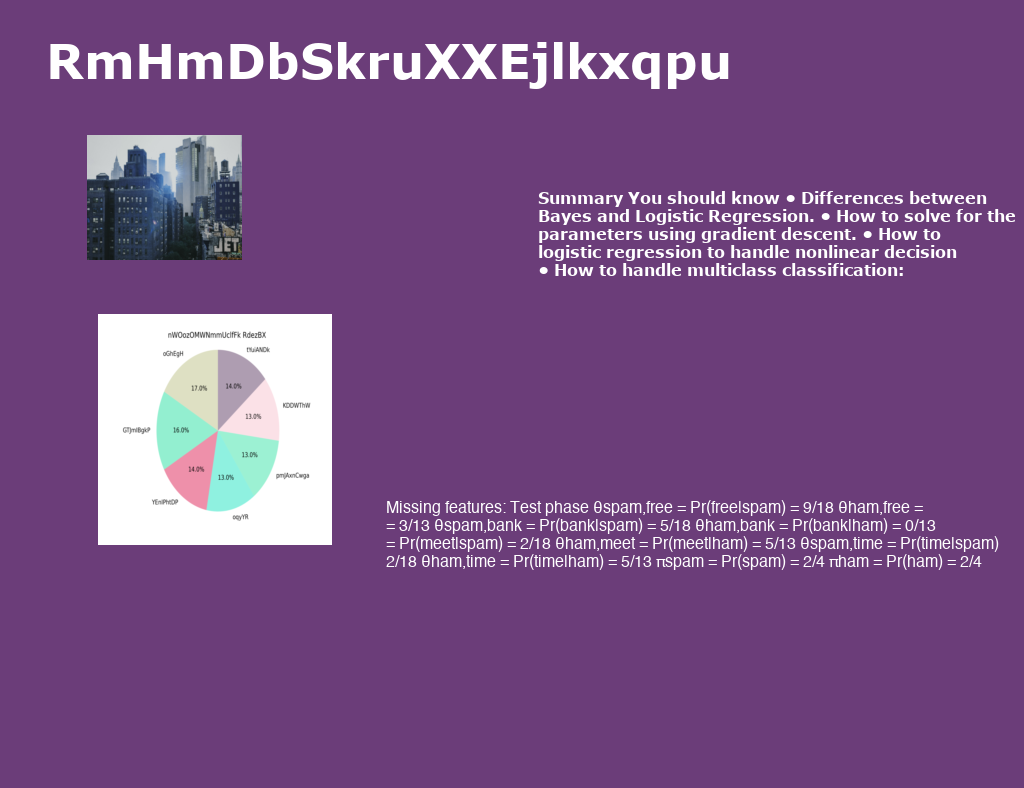 RmHmDbSkruXXEjlkxqpu
JET
Summary You should know • Differences between
Bayes and Logistic Regression. • How to solve for the
parameters using gradient descent. • How to
logistic regression to handle nonlinear decision
• How to handle multiclass classification:
nWOozOMWNmmUclfFk RdezBX
oGhEgH
tYuiANDk
17.0%
14.0%
KDDWThW
13.0%
GTJmIBgkP
16.0%
13.0%
14.0%
13.0%
pmJAxnCwga
YEnIPhtDP
oqyYR
Missing features: Test phase θspam,free = Pr(free|spam) = 9/18 θham,free =
= 3/13 θspam,bank = Pr(bank|spam) = 5/18 θham,bank = Pr(bank|ham) = 0/13
= Pr(meet|spam) = 2/18 θham,meet = Pr(meet|ham) = 5/13 θspam,time = Pr(time|spam)
2/18 θham,time = Pr(time|ham) = 5/13 πspam = Pr(spam) = 2/4 πham = Pr(ham) = 2/4